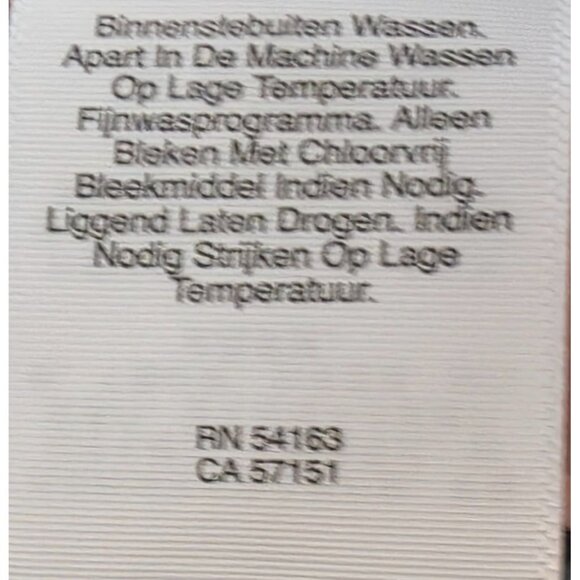 Binnenstebuiten Wassen.
Apart In De Machine Wassen
Op Lage Temperatuur.
Fijnwasprogramma. Alleen
Bleken Met Chloorvrij
Bleekmiddel Indien Nodig.
Liggend Laten Drogen. Indien
Nodig Strijken Op Lage
Temperatuur.
RN 54163
CA 57151